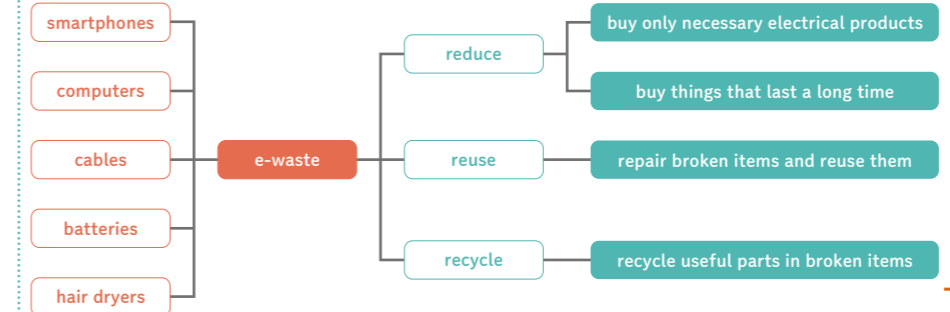 smartphones
computers
cables
batteries
hair dryers
e-waste
reduce
reuse
recycle
buy only necessary electrical products
buy things that last a long time
repair broken items and reuse them
recycle useful parts in broken items